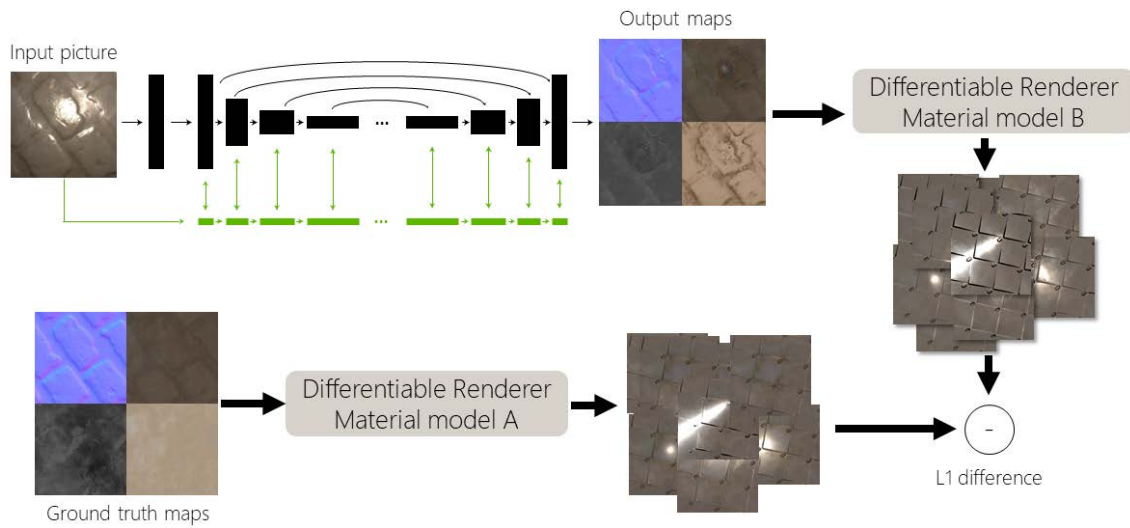 Output maps
Input picture
Differentiable Renderer
Material model B
Differentiable Renderer
Material model A
-
L1 difference
Ground truth maps